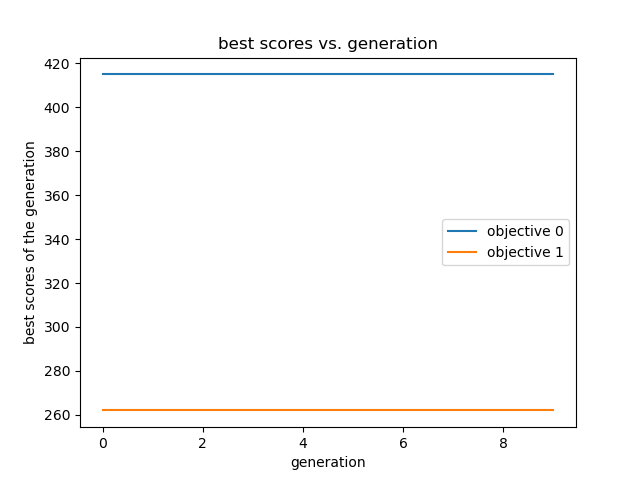 best scores vs. generation
best scores of the generation
420
400
380
360
340
320
300
280
260
objective 0
objective 1
0 2 4 6 8
generation